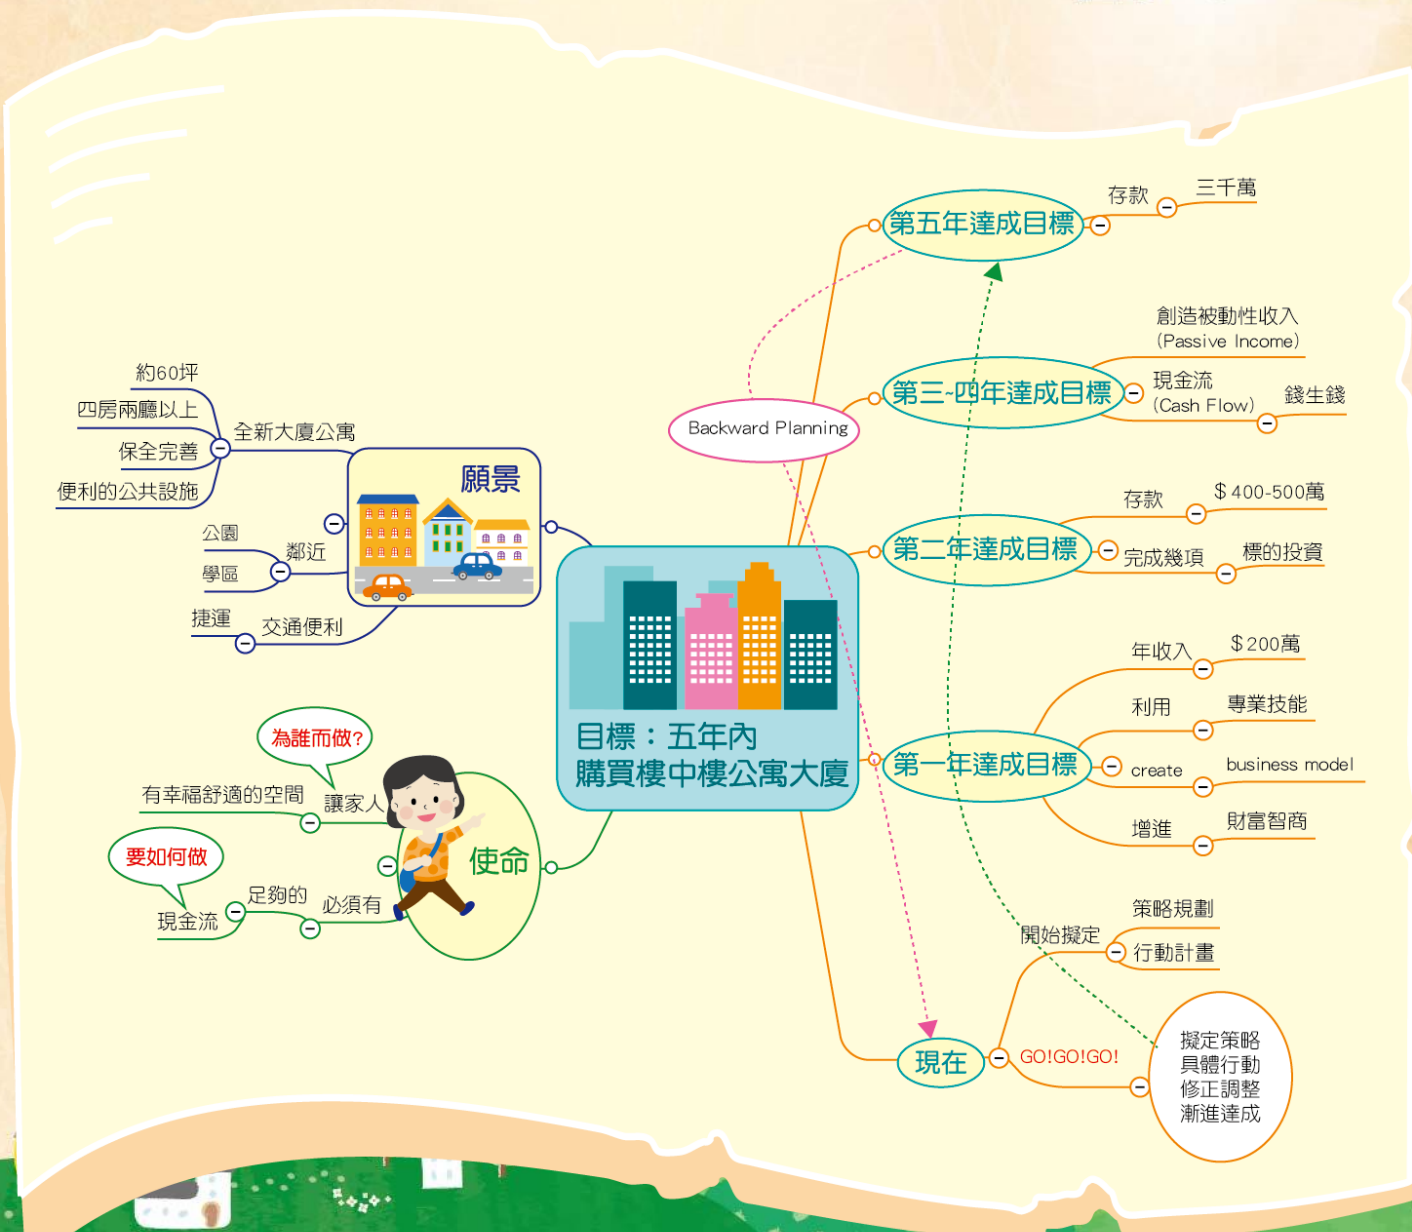 目標：五年內
購買樓中樓公寓大廈
願景
全新大廈公寓
約60坪
四房兩廳以上
保全完善
便利的公共設施
鄰近
公園
學區
交通便利
捷運
使命
為誰而做?
讓家人
有幸福舒適的空間
要如何做
必須有
足夠的
現金流
第五年達成目標
存款
三千萬
Backward Planning
第三~四年達成目標
創造被動性收入
(Passive Income)
現金流
(Cash Flow)
錢生錢
第二年達成目標
存款
＄400-500萬
完成幾項
標的投資
第一年達成目標
年收入
＄200萬
利用
專業技能
create
business model
增進
財富智商
現在
開始擬定
策略規劃
行動計畫
GO!GO!GO!
擬定策略
具體行動
修正調整
漸進達成